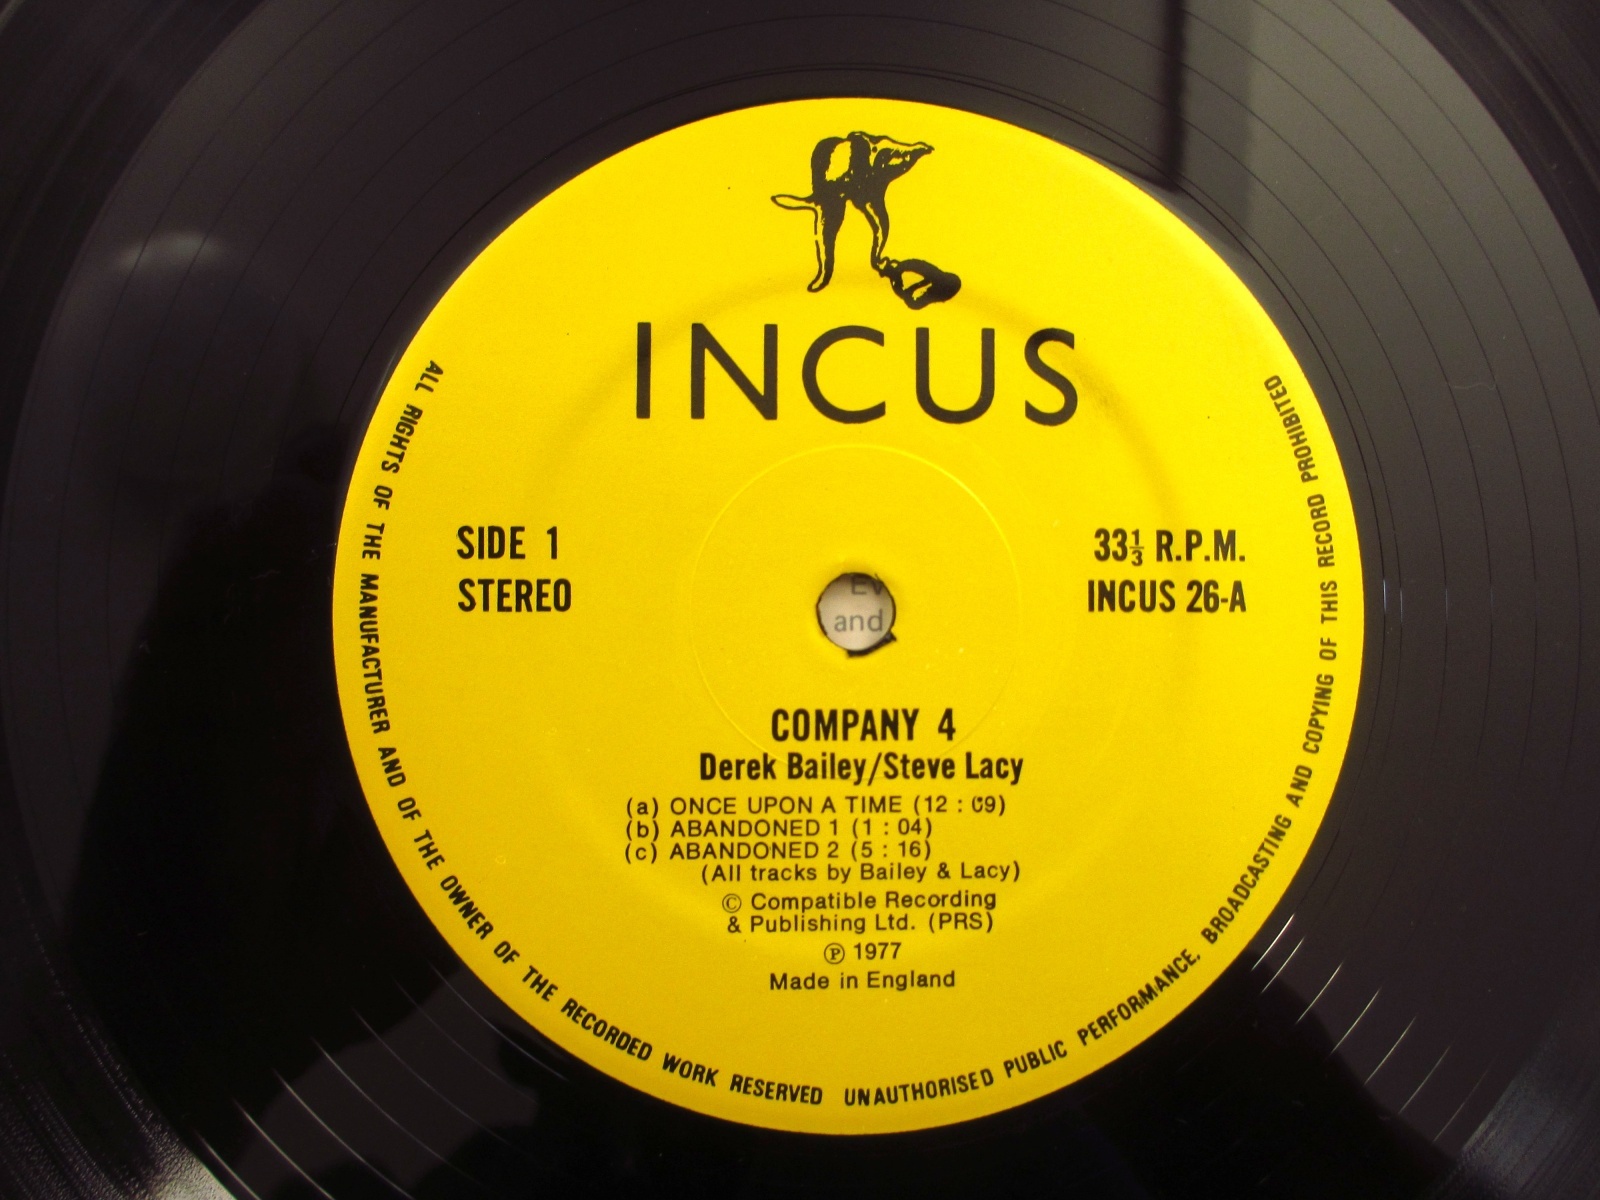 INCUS
SIDE 1
STEREO
33⅓ R.P.M.
INCUS 26-A
and
COMPANY 4
Derek Bailey/Steve Lacy
(a) ONCE UPON A TIME (12 : 09)
(b) ABANDONED 1 (1 : 04)
(c) ABANDONED 2 (5 : 16)
(All tracks by Bailey & Lacy)
© Compatible Recording
& Publishing Ltd. (PRS)
℗ 1977
Made in England
ALL RIGHTS OF THE MANUFACTURER AND OF THE OWNER OF THE RECORDED WORK RESERVED UNAUTHORISED PUBLIC PERFORMANCE, BROADCASTING AND COPYING OF THIS RECORD PROHIBITED